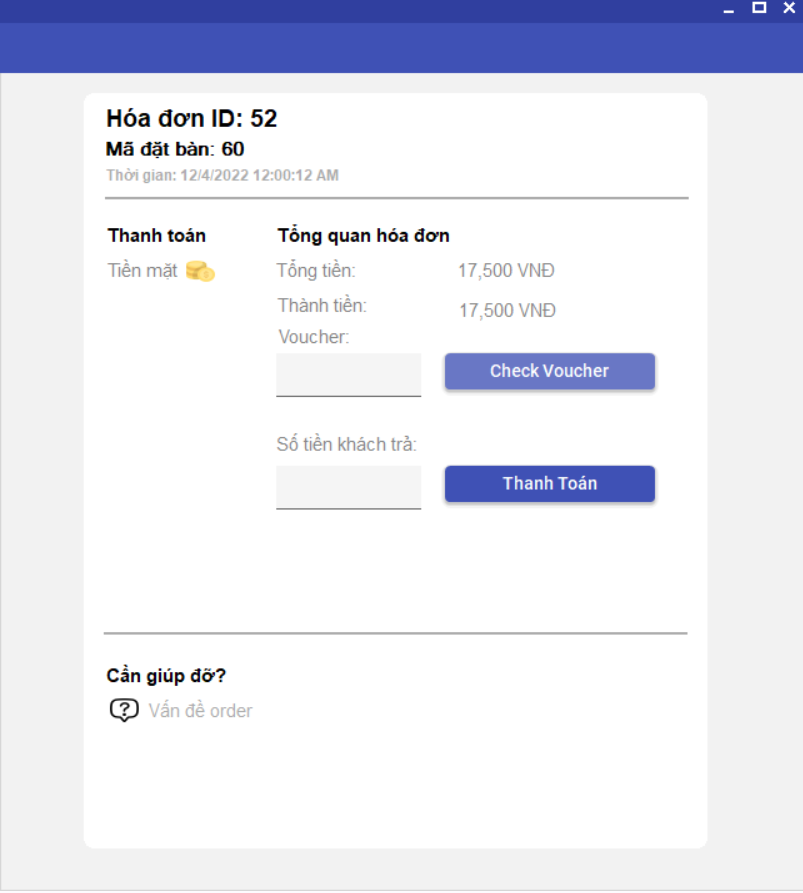 Hóa đơn ID: 52
Mã đặt bàn: 60
Thời gian: 12/4/2022 12:00:12 AM
Thanh toán
Tiền mặt
Tổng quan hóa đơn
Tổng tiền: 17,500 VNĐ
Thành tiền: 17,500 VNĐ
Voucher:
Check Voucher
Số tiền khách trả:
Thanh Toán
Cần giúp đỡ?
Vấn đề order